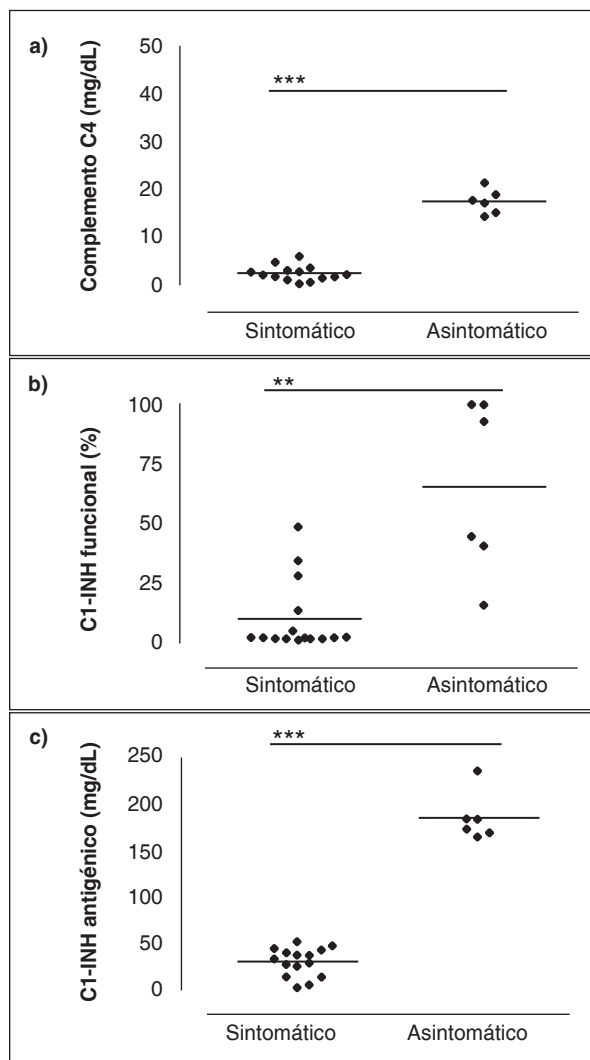 a)
Complemento C4 (mg/dL)
50
40
30
20
10
0
***
Sintomático
Asintomático
b)
C1-INH funcional (%)
100
75
50
25
0
**
Sintomático
Asintomático
c)
C1-INH antigénico (mg/dL)
250
200
150
100
50
0
***
Sintomático
Asintomático